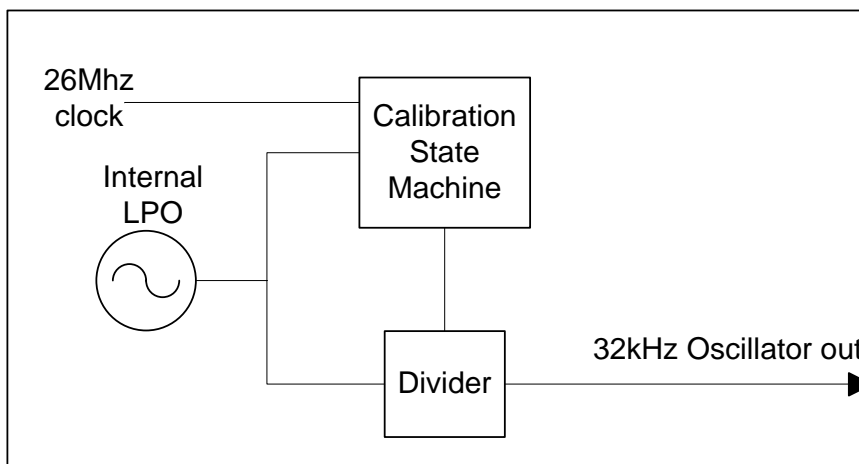 26Mhz
clock
Calibration
State
Machine
Internal
LPO
Divider
32kHz Oscillator out